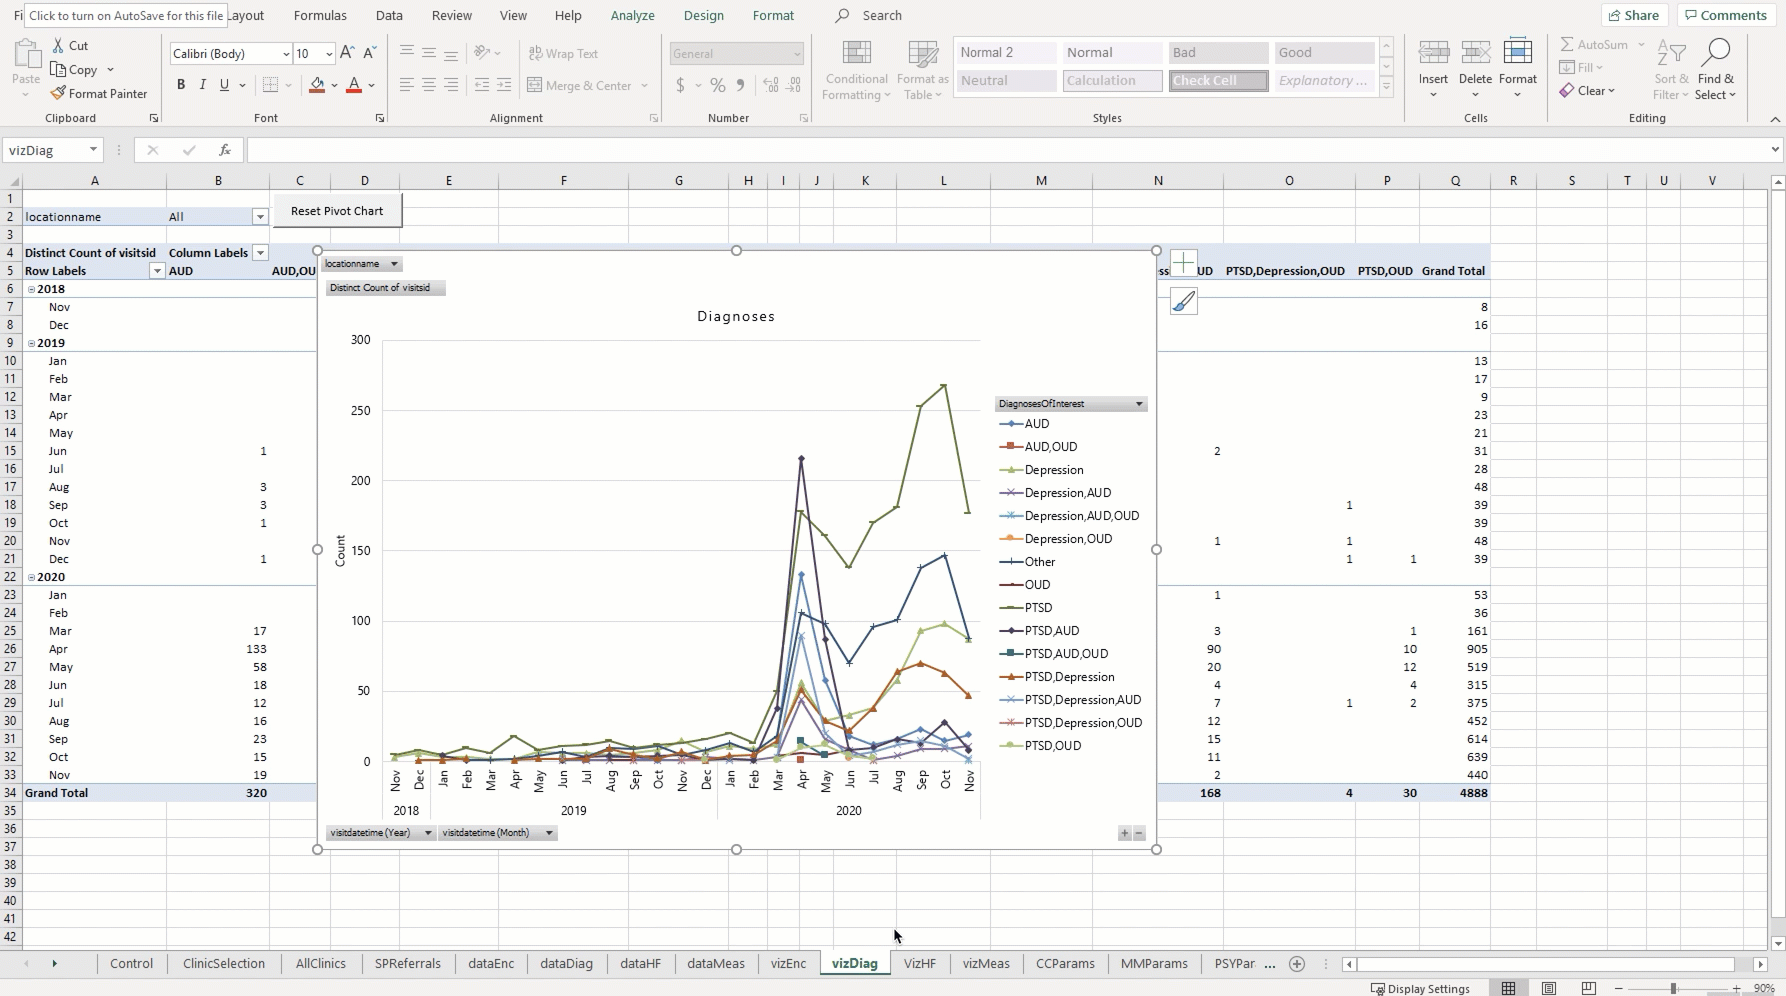 Fi Click to turn on AutoSave for this file Layout Formulas Data Review View Help Analyze Design Format Search Share Comments
Paste
Cut
Copy
Format Painter
Clipboard
Calibri (Body) 10 A A
B I U A
Font
ab Wrap Text
Merge & Center
Alignment
General
$ % ,
Number
Conditional Formatting
Format as Table
Normal 2 Normal Bad Good
Neutral Calculation Check Cell Explanatory ...
Styles
Insert Delete Format
Cells
AutoSum
Fill
Clear
Sort & Filter
Find & Select
Editing
vizDiag fx
A B C D E F G H I J K L M N O P Q R S T U V
1
2 locationname All Reset Pivot Chart
3
4 Distinct Count of visitsid Column Labels
5 Row Labels AUD AUD,OU UD PTSD,Depression,OUD PTSD,OUD Grand Total
6 2018
7 Nov 8
8 Dec 16
9 2019
10 Jan 13
11 Feb 17
12 Mar 9
13 Apr 23
14 May 21
15 Jun 1 2 31
16 Jul 28
17 Aug 3 48
18 Sep 3 1 39
19 Oct 1 39
20 Nov 1 1 48
21 Dec 1 1 1 39
22 2020
23 Jan 1 53
24 Feb 36
25 Mar 17 3 1 161
26 Apr 133 90 10 905
27 May 58 20 12 519
28 Jun 18 4 4 315
29 Jul 12 7 1 2 375
30 Aug 16 12 452
31 Sep 23 15 614
32 Oct 15 11 639
33 Nov 19 2 440
34 Grand Total 320 168 4 30 4888
35
36
37
38
39
40
41
42
locationname
Distinct Count of visitsid
Diagnoses
300
250
200
150
100
50
0
Count
Nov Dec Jan Feb Mar Apr May Jun Jul Aug Sep Oct Nov Dec Jan Feb Mar Apr May Jun Jul Aug Sep Oct Nov
2018 2019 2020
visitdatetime (Year) visitdatetime (Month)
DiagnosesOfInterest
AUD
AUD,OUD
Depression
Depression,AUD
Depression,AUD,OUD
Depression,OUD
Other
OUD
PTSD
PTSD,AUD
PTSD,AUD,OUD
PTSD,Depression
PTSD,Depression,AUD
PTSD,Depression,OUD
PTSD,OUD
Control ClinicSelection AllClinics SPReferrals dataEnc dataDiag dataHF dataMeas vizEnc vizDiag VizHF vizMeas CCParams MMParams PSYPar ...
Display Settings 90%